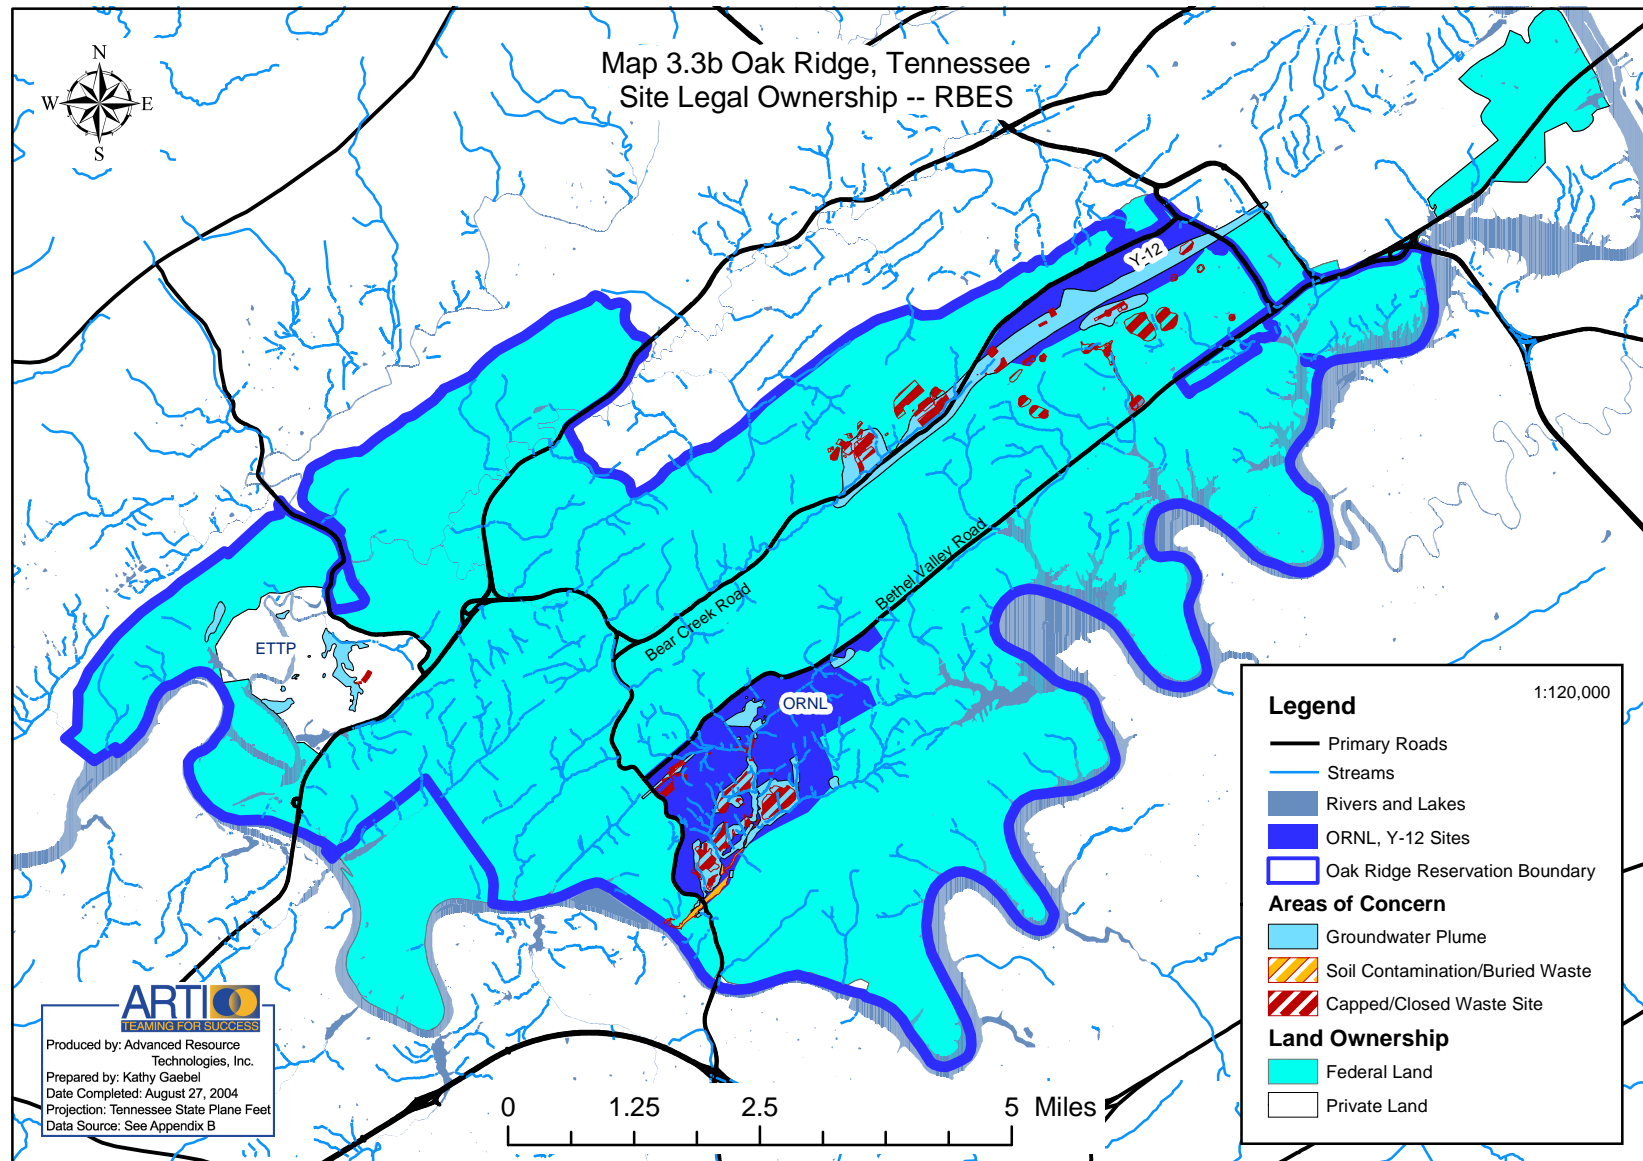 Map 3.3b Oak Ridge, Tennessee
Site Legal Ownership -- RBES
N
W E
S
Y-12
Bear Creek Road
Bethel Valley Road
ETTP
ORNL
1:120,000
Legend
Primary Roads
Streams
Rivers and Lakes
ORNL, Y-12 Sites
Oak Ridge Reservation Boundary
Areas of Concern
Groundwater Plume
Soil Contamination/Buried Waste
Capped/Closed Waste Site
Land Ownership
Federal Land
Private Land
ARTI
TEAMING FOR SUCCESS
Produced by: Advanced Resource
Technologies, Inc.
Prepared by: Kathy Gaebel
Date Completed: August 27, 2004
Projection: Tennessee State Plane Feet
Data Source: See Appendix B
0 1.25 2.5 5 Miles